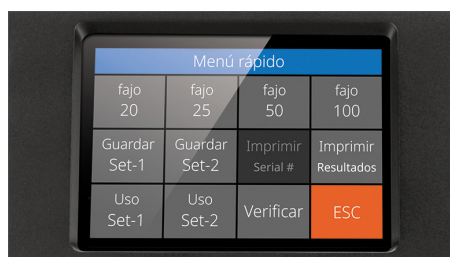 Menú rápido
fajo fajo fajo fajo
20 25 50 100
Guardar Guardar Imprimir Imprimir
Set-1 Set-2 Serial # Resultados
Uso Uso Verificar ESC
Set-1 Set-2